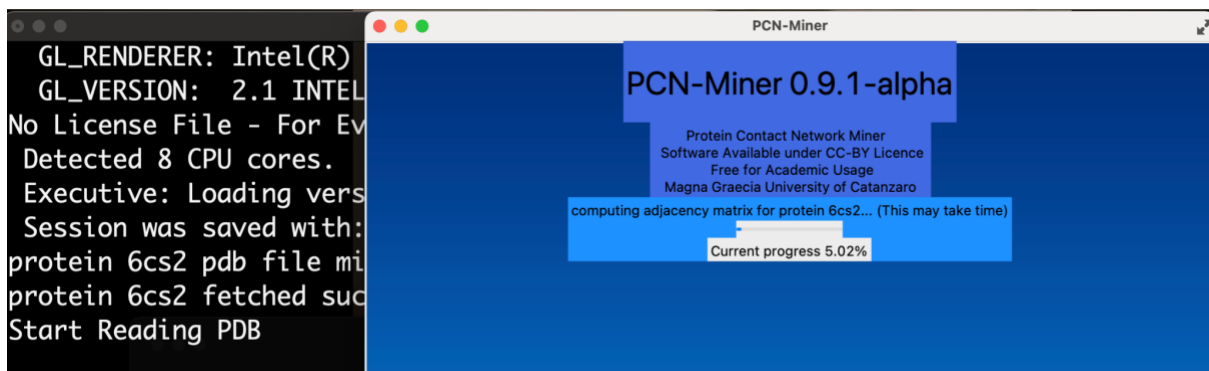 GL_RENDERER: Intel(R)
GL_VERSION:  2.1 INTEL
No License File - For Ev
Detected 8 CPU cores.
Executive: Loading vers
Session was saved with:
protein 6cs2 pdb file mi
protein 6cs2 fetched suc
Start Reading PDB
PCN-Miner
PCN-Miner 0.9.1-alpha
Protein Contact Network Miner
Software Available under CC-BY Licence
Free for Academic Usage
Magna Graecia University of Catanzaro
computing adjacency matrix for protein 6cs2... (This may take time)
Current progress 5.02%